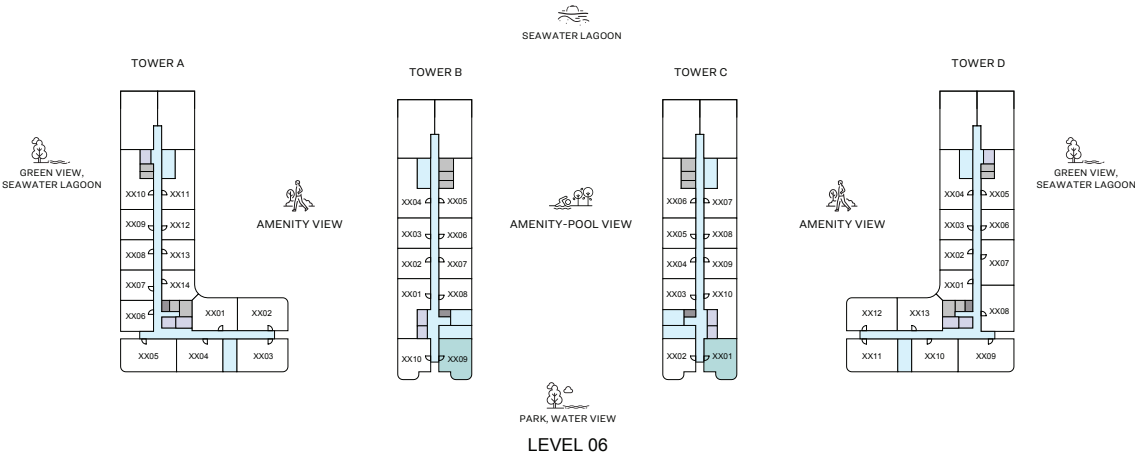 SEAWATER LAGOON
TOWER A
TOWER B
TOWER C
TOWER D
GREEN VIEW,
SEAWATER LAGOON
AMENITY VIEW
AMENITY-POOL VIEW
AMENITY VIEW
GREEN VIEW,
SEAWATER LAGOON
XX10 XX11
XX09 XX12
XX08 XX13
XX07 XX14
XX06 XX01 XX02
XX05 XX04 XX03
XX04 XX05
XX03 XX06
XX02 XX07
XX01 XX08
XX10 XX09
XX06 XX07
XX05 XX08
XX04 XX09
XX03 XX10
XX02 XX01
XX04 XX05
XX03 XX06
XX02 XX07
XX01
XX12 XX13 XX08
XX11 XX10 XX09
PARK, WATER VIEW
LEVEL 06